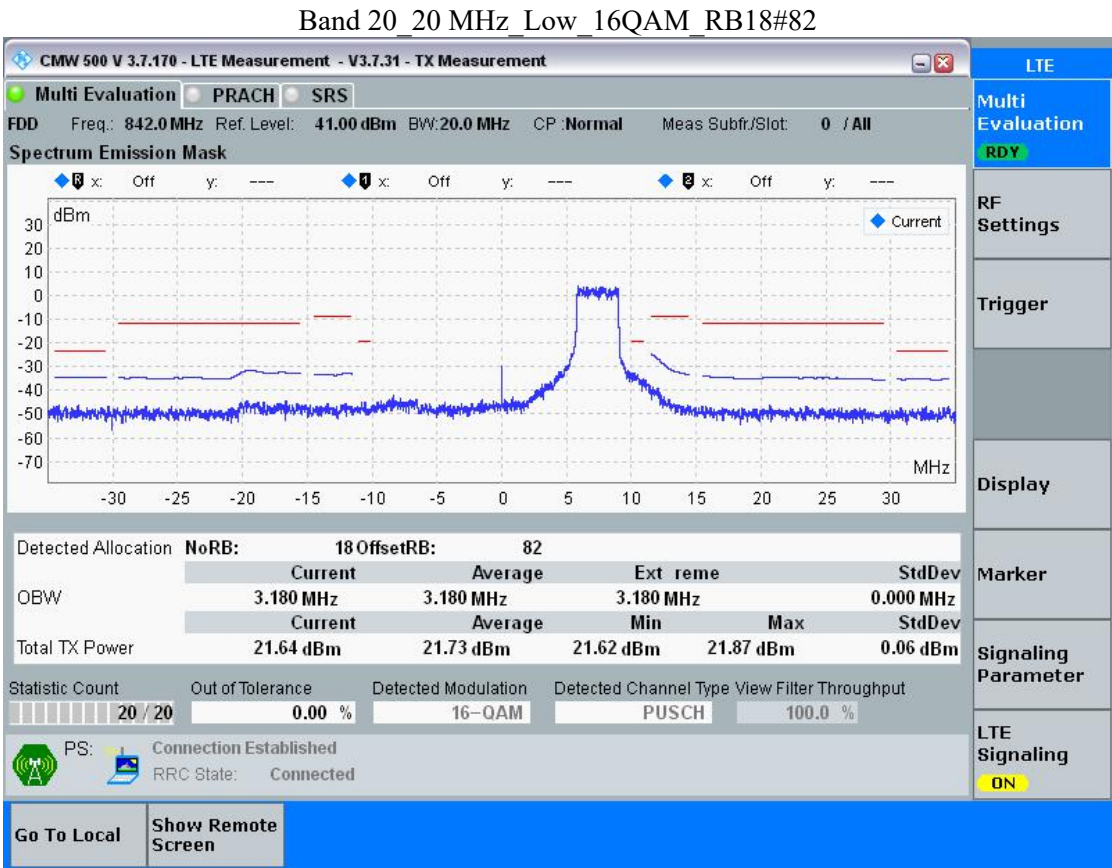 Band 20_20 MHz_Low_16QAM_RB18#82
CMW 500 V 3.7.170 - LTE Measurement - V3.7.31 - TX Measurement
LTE
Multi Evaluation PRACH SRS
Multi Evaluation
RDY
FDD Freq.: 842.0 MHz Ref. Level: 41.00 dBm BW:20.0 MHz CP :Normal Meas Subfr./Slot: 0 / All
Spectrum Emission Mask
R x: Off y: --- 1 x: Off y: --- 2 x: Off y: ---
dBm
Current
30
20
10
0
-10
-20
-30
-40
-50
-60
-70
MHz
-30 -25 -20 -15 -10 -5 0 5 10 15 20 25 30
RF Settings
Trigger
Display
Marker
Signaling Parameter
LTE Signaling
ON
Detected Allocation NoRB: 18 OffsetRB: 82
Current Average Ext reme StdDev
OBW 3.180 MHz 3.180 MHz 3.180 MHz 0.000 MHz
Current Average Min Max StdDev
Total TX Power 21.64 dBm 21.73 dBm 21.62 dBm 21.87 dBm 0.06 dBm
Statistic Count Out of Tolerance Detected Modulation Detected Channel Type View Filter Throughput
20 / 20 0.00 % 16-QAM PUSCH 100.0 %
PS: Connection Established
RRC State: Connected
Go To Local
Show Remote Screen